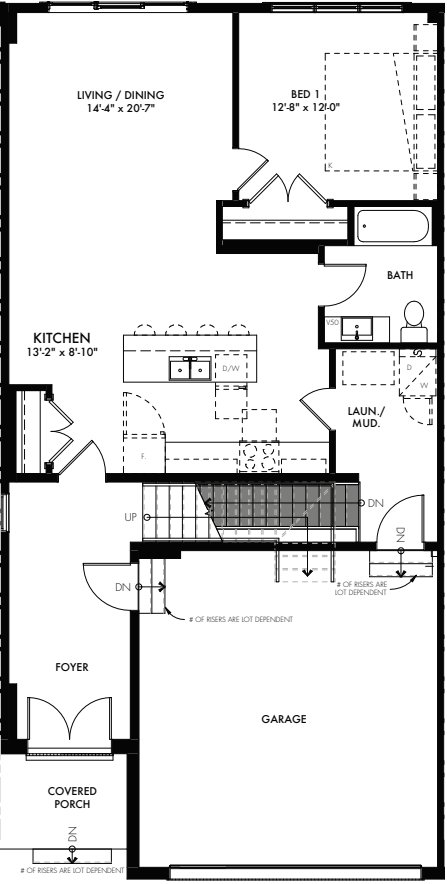 LIVING / DINING
14'-4" x 20'-7"
BED 1
12'-8" x 12'-0"
K
BATH
V50
KITCHEN
13'-2" x 8'-10"
D/W
D
W
S
LAUN./
MUD.
F.
UP
DN
DN
DN
# OF RISERS ARE
LOT DEPENDENT
# OF RISERS ARE LOT DEPENDENT
FOYER
GARAGE
COVERED
PORCH
DN
# OF RISERS ARE LOT DEPENDENT